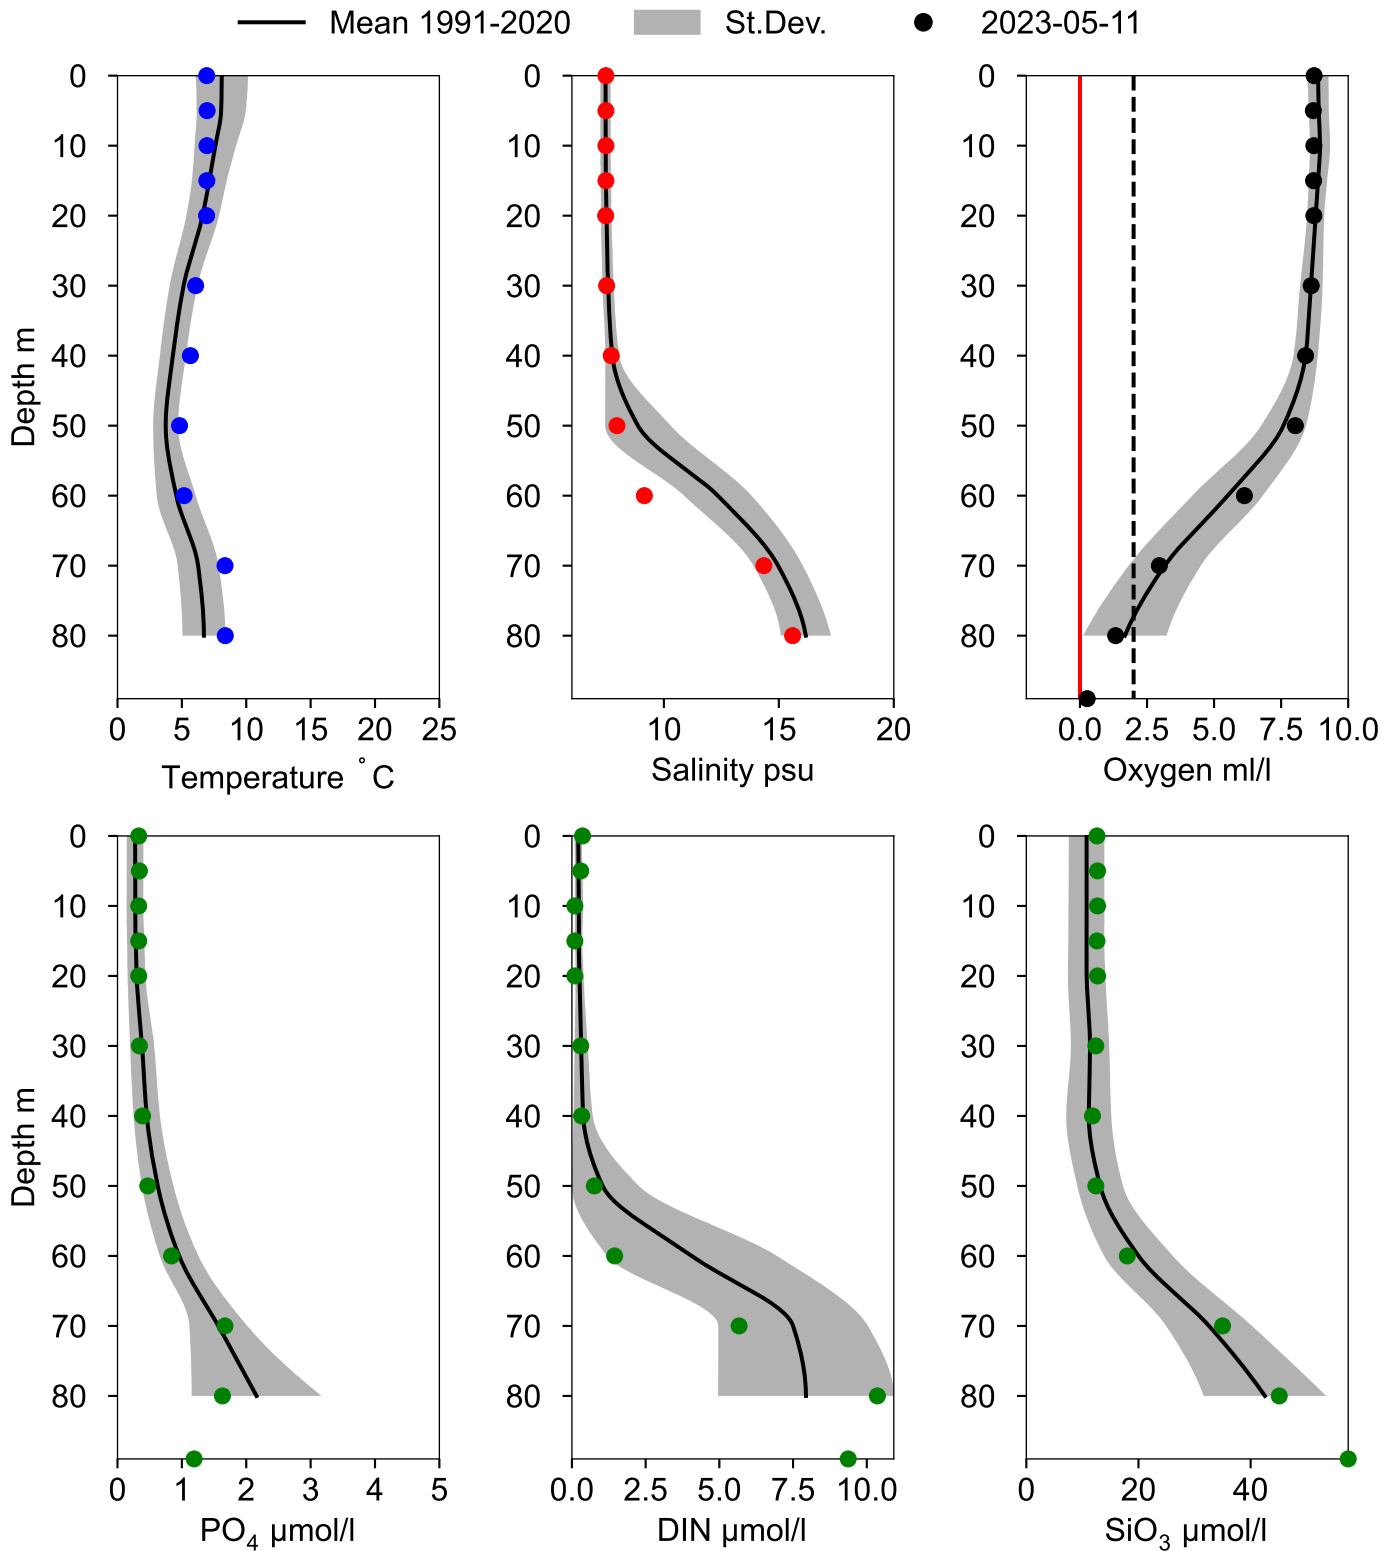 Mean 1991-2020 St.Dev. 2023-05-11
0 0 0
10 10 10
20 20 20
30 30 30
40 40 40
50 50 50
60 60 60
70 70 70
80 80 80
Depth m
0 5 10 15 20 25 10 15 20 0.0 2.5 5.0 7.5 10.0
Temperature °C Salinity psu Oxygen ml/l
0 0 0
10 10 10
20 20 20
30 30 30
40 40 40
50 50 50
60 60 60
70 70 70
80 80 80
Depth m
0 1 2 3 4 5 0.0 2.5 5.0 7.5 10.0 0 20 40
PO₄ µmol/l DIN µmol/l SiO₃ µmol/l